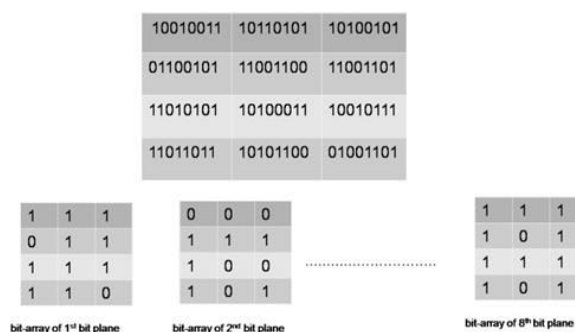 10010011 10110101 10100101
01100101 11001100 11001101
11010101 10100011 10010111
11011011 10101100 01001101
1 1 1
0 1 1
1 1 1
1 1 0
bit-array of 1st bit plane
0 0 0
1 1 1
1 0 0
1 0 1
bit-array of 2nd bit plane
1 1 1
1 0 1
1 1 1
1 0 1
bit-array of 8th bit plane